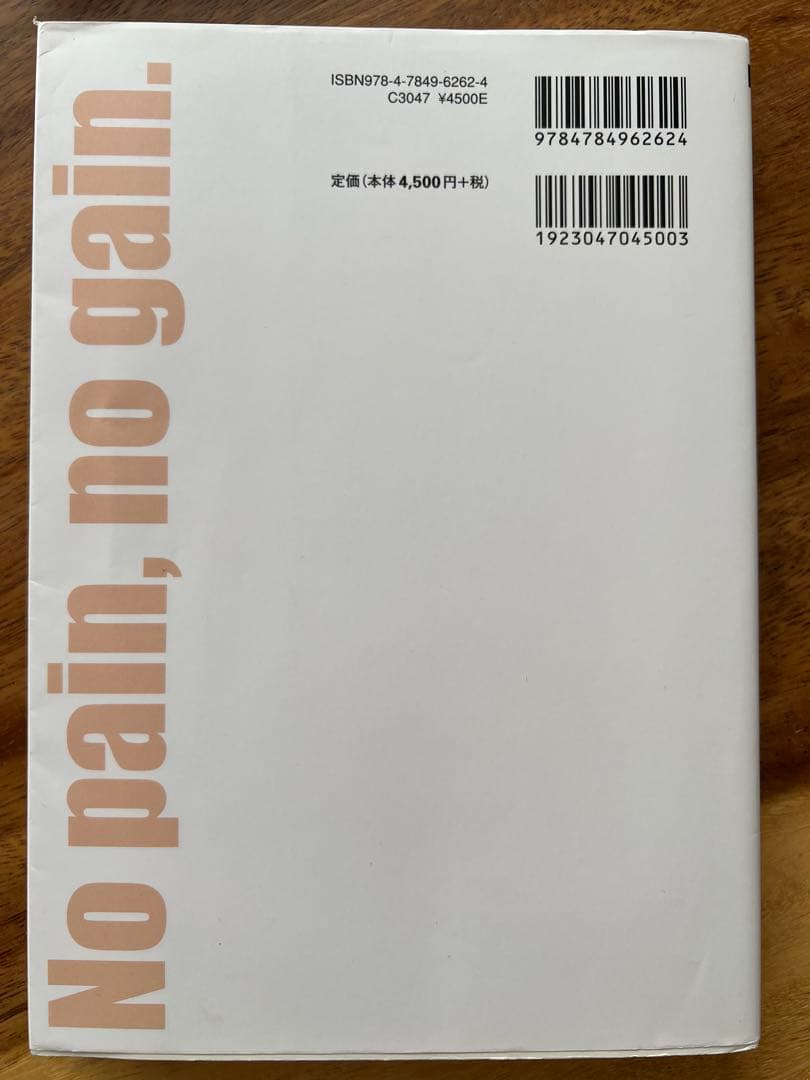 ISBN978-4-7849-6262-4
C3047 ¥4500E
9784784962624
定価(本体4,500円+税)
1923047045003
No pain, no gain.